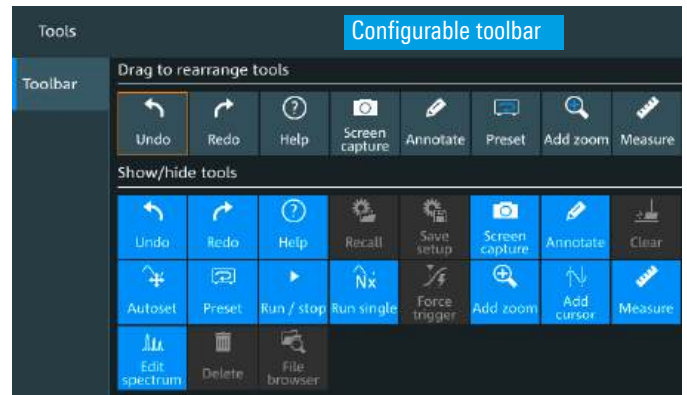 Tools
Configurable toolbar
Toolbar
Drag to rearrange tools
Undo
Redo
Help
Screen
capture
Annotate
Preset
Add zoom
Measure
Show/hide tools
Undo
Redo
Help
Recall
Save
setup
Screen
capture
Annotate
Clear
Autoset
Preset
Run / stop
Run single
Force
trigger
Add zoom
Add
cursor
Measure
Edit
spectrum
Delete
File
browser